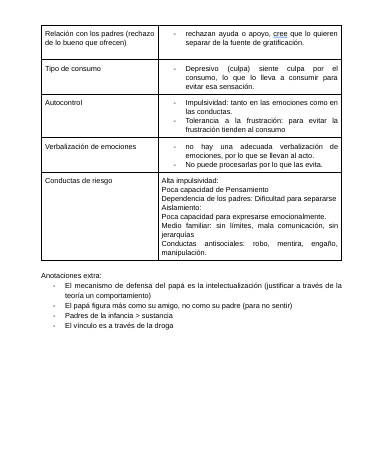 Relación con los padres (rechazo de lo bueno que ofrecen)
- rechazan ayuda o apoyo, cree que lo quieren separar de la fuente de gratificación.
Tipo de consumo
- Depresivo (culpa) siente culpa por el consumo, lo que lo lleva a consumir para evitar esa sensación.
Autocontrol
- Impulsividad: tanto en las emociones como en las conductas.
- Tolerancia a la frustración: para evitar la frustración tienden al consumo
Verbalización de emociones
- no hay una adecuada verbalización de emociones, por lo que se llevan al acto.
- No puede procesarlas por lo que las evita.
Conductas de riesgo
Alta impulsividad:
Poca capacidad de Pensamiento
Dependencia de los padres: Dificultad para separarse
Aislamiento:
Poca capacidad para expresarse emocionalmente.
Medio familiar: sin límites, mala comunicación, sin jerarquías
Conductas antisociales: robo, mentira, engaño, manipulación.
Anotaciones extra:
- El mecanismo de defensa del papá es la intelectualización (justificar a través de la teoría un comportamiento)
- El papá figura más como su amigo, no como su padre (para no sentir)
- Padres de la infancia > sustancia
- El vínculo es a través de la droga